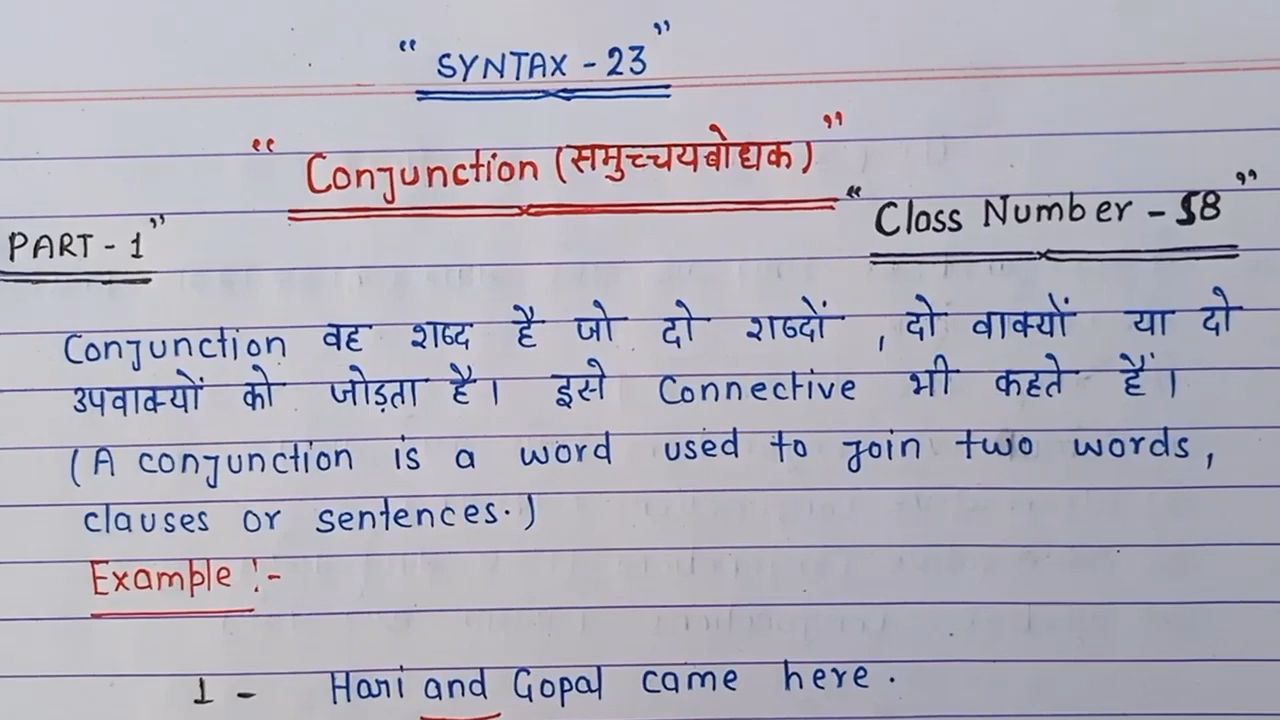 " SYNTAX - 23 "
" Conjunction (समुच्चयबोधक) "
" Class Number - 58 "
PART - 1 "
Conjunction वह शब्द है जो दो शब्दों , दो वाक्यों या दो
उपवाक्यों को जोड़ता है। इसे Connective भी कहते हैं।
(A conjunction is a word used to join two words,
clauses or sentences.)
Example :-
1 - Hari and Gopal came here .